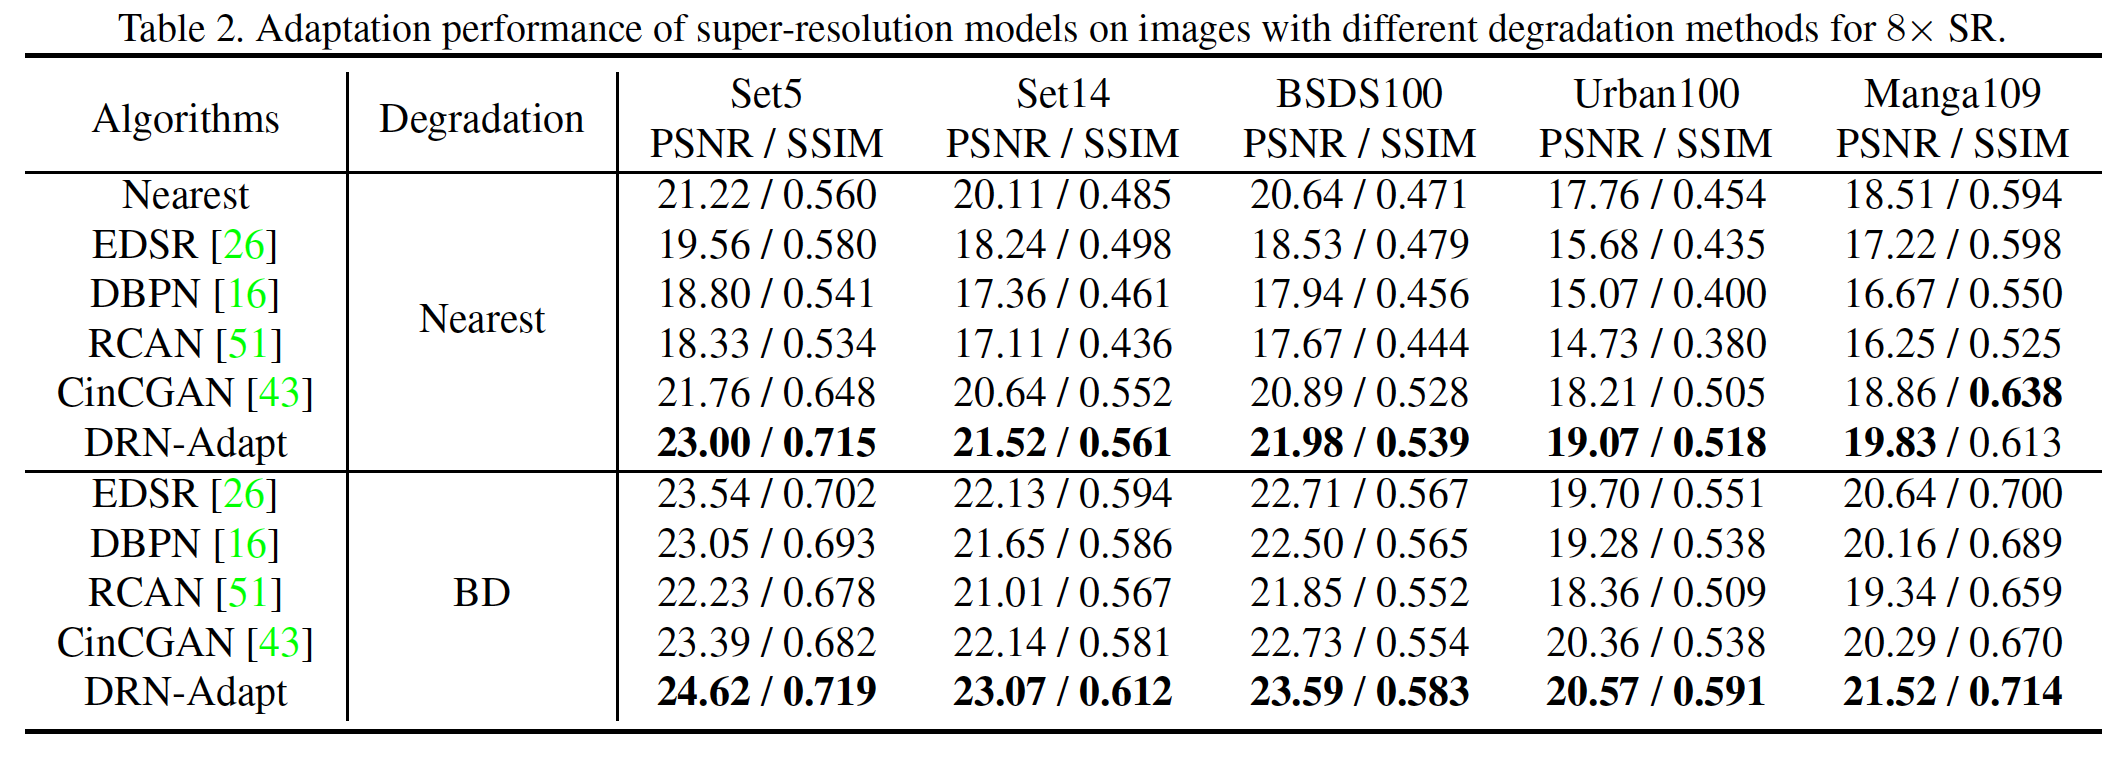 Table 2. Adaptation performance of super-resolution models on images with different degradation methods for 8× SR.
Algorithms Degradation Set5 Set14 BSDS100 Urban100 Manga109
PSNR / SSIM PSNR / SSIM PSNR / SSIM PSNR / SSIM PSNR / SSIM
Nearest 21.22 / 0.560 20.11 / 0.485 20.64 / 0.471 17.76 / 0.454 18.51 / 0.594
EDSR [26] 19.56 / 0.580 18.24 / 0.498 18.53 / 0.479 15.68 / 0.435 17.22 / 0.598
DBPN [16] 18.80 / 0.541 17.36 / 0.461 17.94 / 0.456 15.07 / 0.400 16.67 / 0.550
Nearest
RCAN [51] 18.33 / 0.534 17.11 / 0.436 17.67 / 0.444 14.73 / 0.380 16.25 / 0.525
CinCGAN [43] 21.76 / 0.648 20.64 / 0.552 20.89 / 0.528 18.21 / 0.505 18.86 / 0.638
DRN-Adapt 23.00 / 0.715 21.52 / 0.561 21.98 / 0.539 19.07 / 0.518 19.83 / 0.613
EDSR [26] 23.54 / 0.702 22.13 / 0.594 22.71 / 0.567 19.70 / 0.551 20.64 / 0.700
DBPN [16] 23.05 / 0.693 21.65 / 0.586 22.50 / 0.565 19.28 / 0.538 20.16 / 0.689
RCAN [51] BD 22.23 / 0.678 21.01 / 0.567 21.85 / 0.552 18.36 / 0.509 19.34 / 0.659
CinCGAN [43] 23.39 / 0.682 22.14 / 0.581 22.73 / 0.554 20.36 / 0.538 20.29 / 0.670
DRN-Adapt 24.62 / 0.719 23.07 / 0.612 23.59 / 0.583 20.57 / 0.591 21.52 / 0.714